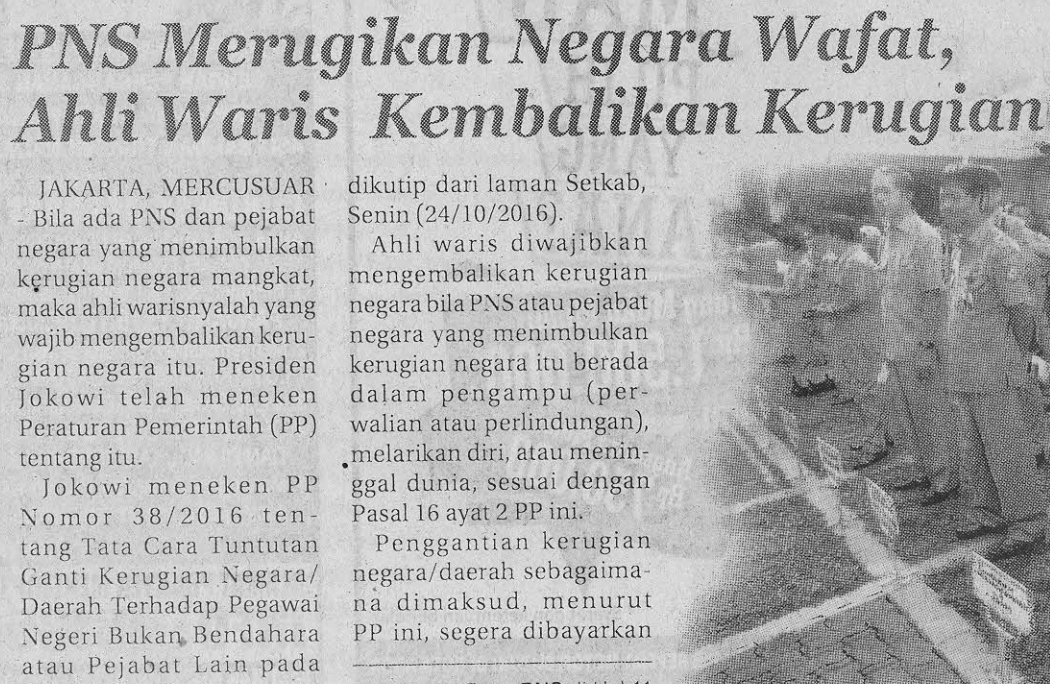 PNS Merugikan Negara Wafat,
Ahli Waris Kembalikan Kerugian
JAKARTA, MERCUSUAR
- Bila ada PNS dan pejabat
negara yang menimbulkan
kerugian negara mangkat,
maka ahli warisnyalah yang
wajib mengembalikan keru-
gian negara itu. Presiden
Jokowi telah meneken
Peraturan Pemerintah (PP)
tentang itu.
Jokowi meneken PP
Nomor 38/2016 ten-
tang Tata Cara Tuntutan
Ganti Kerugian Negara/
Daerah Terhadap Pegawai
Negeri Bukan Bendahara
atau Pejabat Lain pada
dikutip dari laman Setkab,
Senin (24/10/2016).
Ahli waris diwajibkan
mengembalikan kerugian
negara bila PNS atau pejabat
negara yang menimbulkan
kerugian negara itu berada
dalam pengampu (per-
walian atau perlindungan),
melarikan diri, atau menin-
ggal dunia, sesuai dengan
Pasal 16 ayat 2 PP ini.
Penggantian kerugian
negara/daerah sebagaima-
na dimaksud, menurut
PP ini, segera dibayarkan